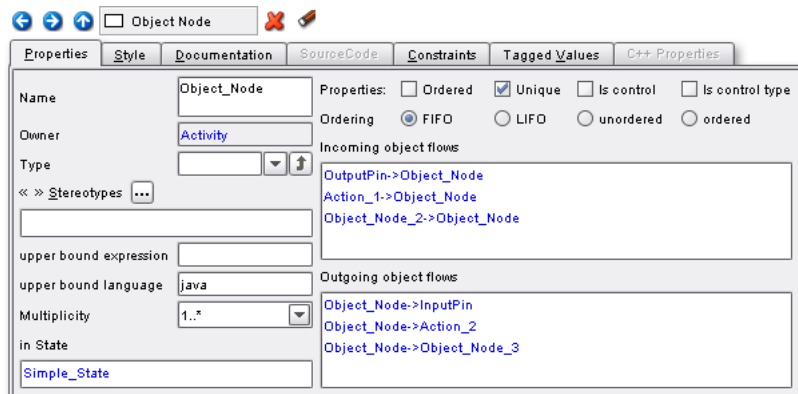 Object Node
Properties Style Documentation SourceCode Constraints Tagged Values C++ Properties
Name Object_Node
Owner Activity
Type
« » Stereotypes ...
upper bound expression
upper bound language java
Multiplicity 1..*
in State
Simple_State
Properties: Ordered Unique Is control Is control type
Ordering FIFO LIFO unordered ordered
Incoming object flows
OutputPin->Object_Node
Action_1->Object_Node
Object_Node_2->Object_Node
Outgoing object flows
Object_Node->InputPin
Object_Node->Action_2
Object_Node->Object_Node_3